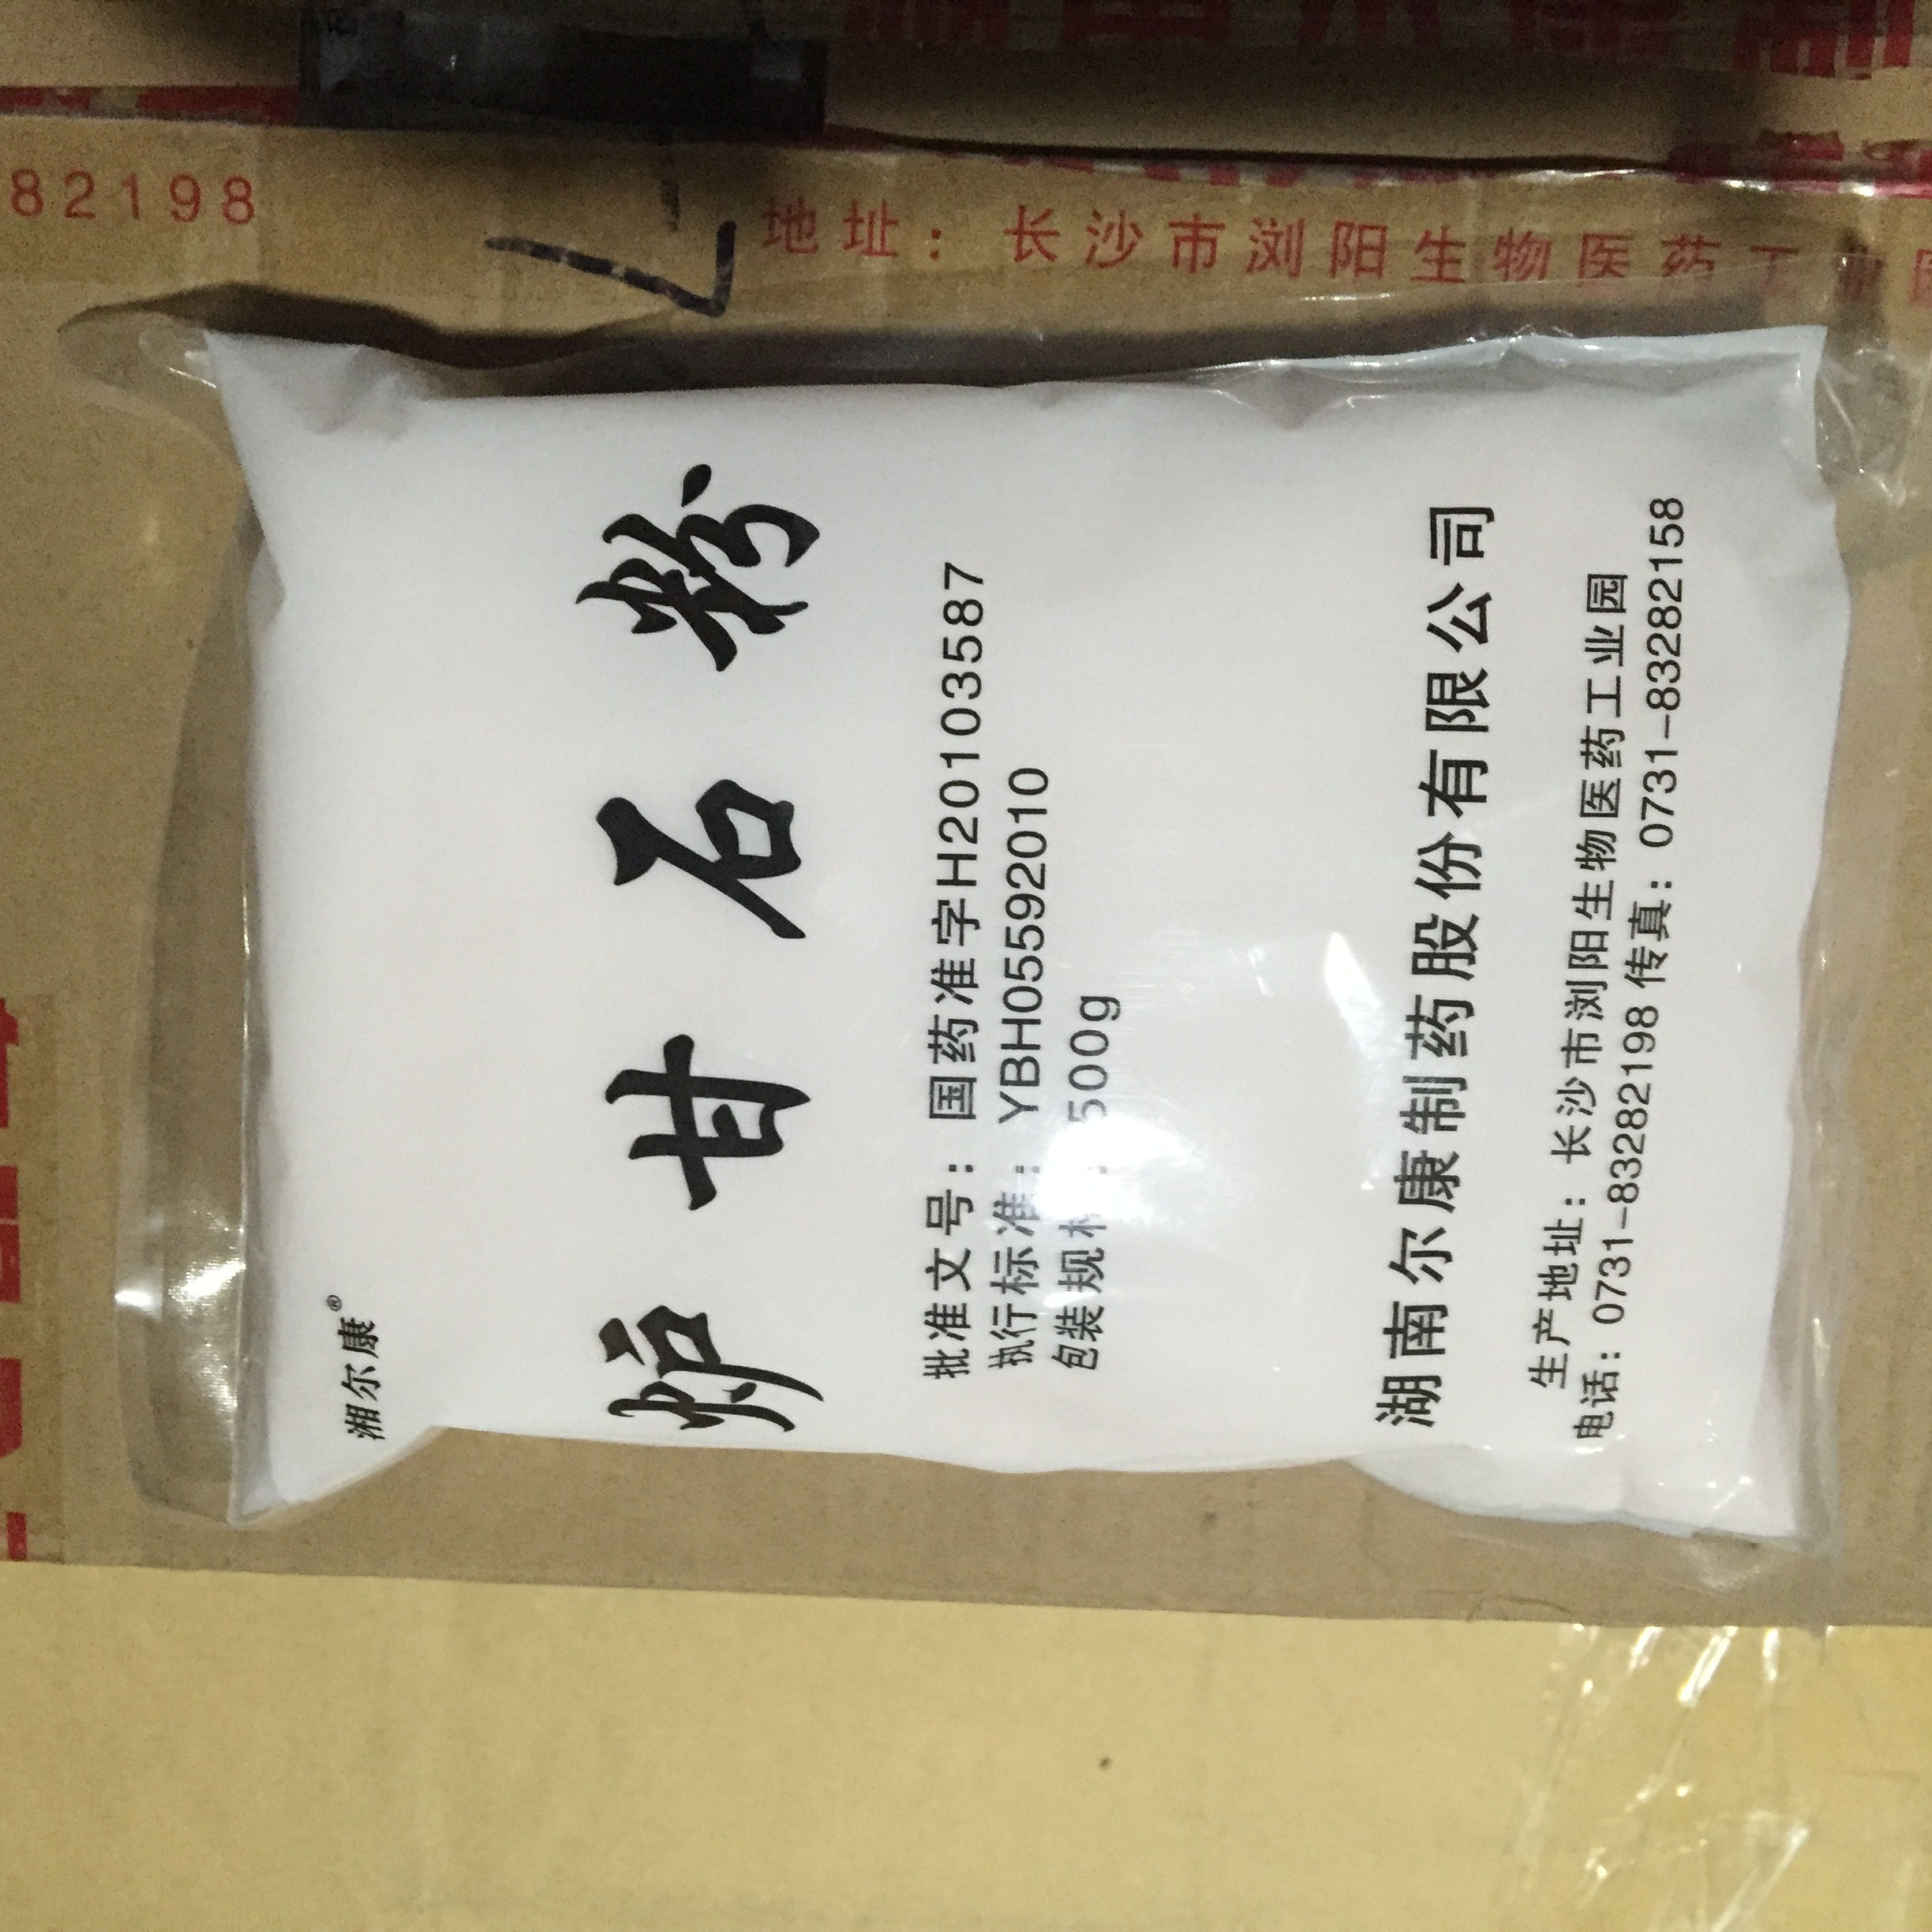 82198
地址：长沙市浏阳生物医药工
湘尔康®
炉甘石粉
批准文号：国药准字H20103587
执行标准：YBH05592010
包装规格：500g
湖南尔康制药股份有限公司
生产地址：长沙市浏阳生物医药工业园
电话：0731-83282198 传真：0731-83282158